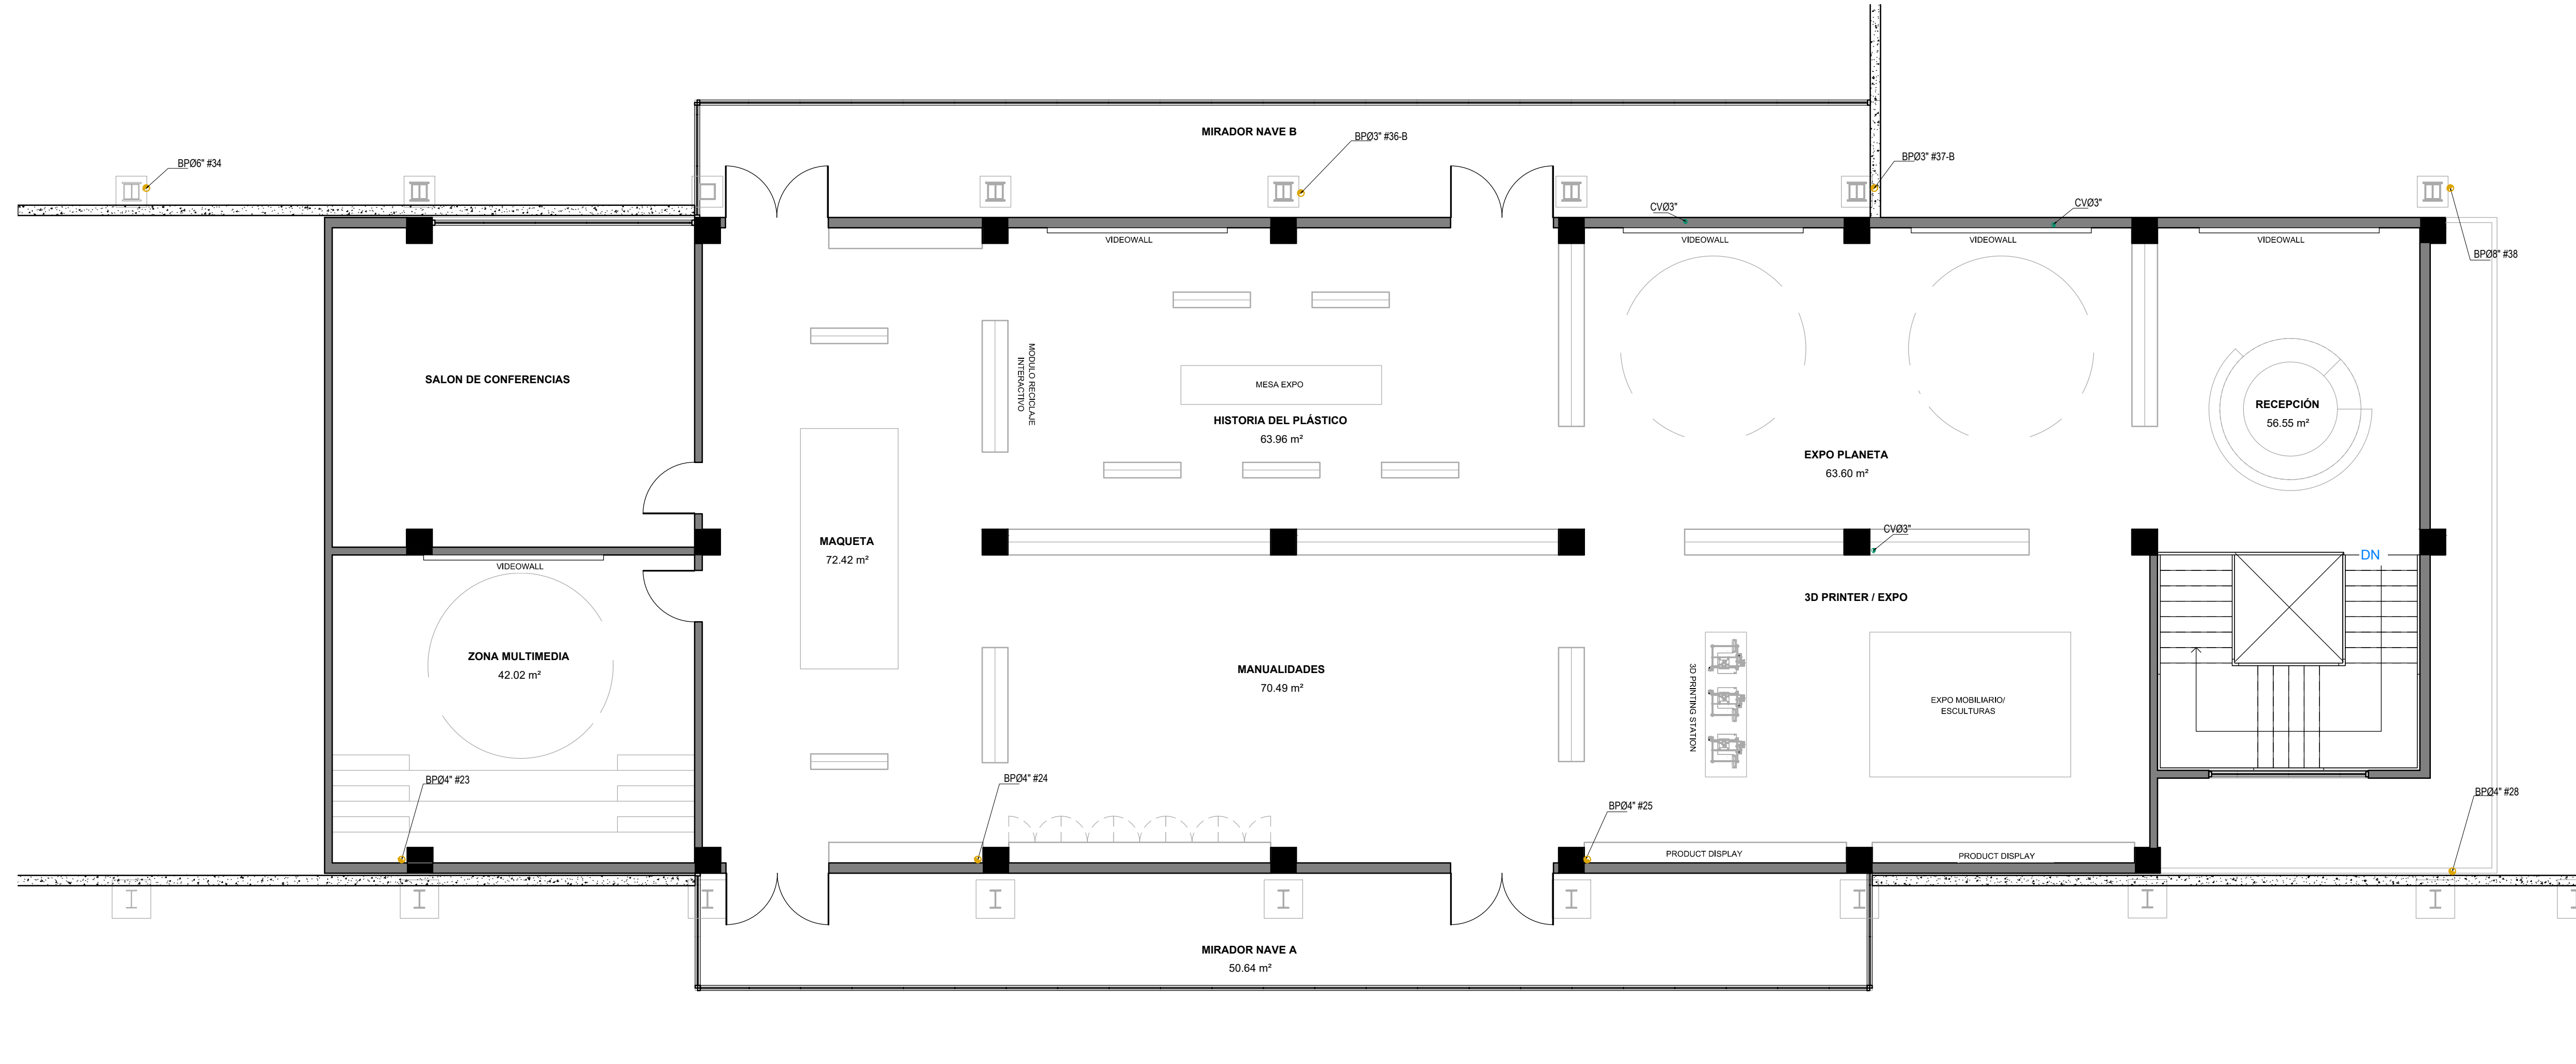 MIRADOR NAVE B
BPØ3" #36-B
BPØ6" #34
BPØ3" #37-B
CVØ3"
CVØ3"
VIDEOWALL
VIDEOWALL
VIDEOWALL
VIDEOWALL
BPØ8" #38
SALON DE CONFERENCIAS
MODULO RECICLAJE
INTERACTIVO
MESA EXPO
HISTORIA DEL PLÁSTICO
63.96 m²
RECEPCIÓN
56.55 m²
EXPO PLANETA
63.60 m²
CVØ3"
MAQUETA
72.42 m²
DN
VIDEOWALL
3D PRINTER / EXPO
ZONA MULTIMEDIA
42.02 m²
MANUALIDADES
70.49 m²
3D PRINTING STATION
EXPO MOBILIARIO/
ESCULTURAS
BPØ4" #23
BPØ4" #24
BPØ4" #25
BPØ4" #28
PRODUCT DISPLAY
PRODUCT DISPLAY
MIRADOR NAVE A
50.64 m²